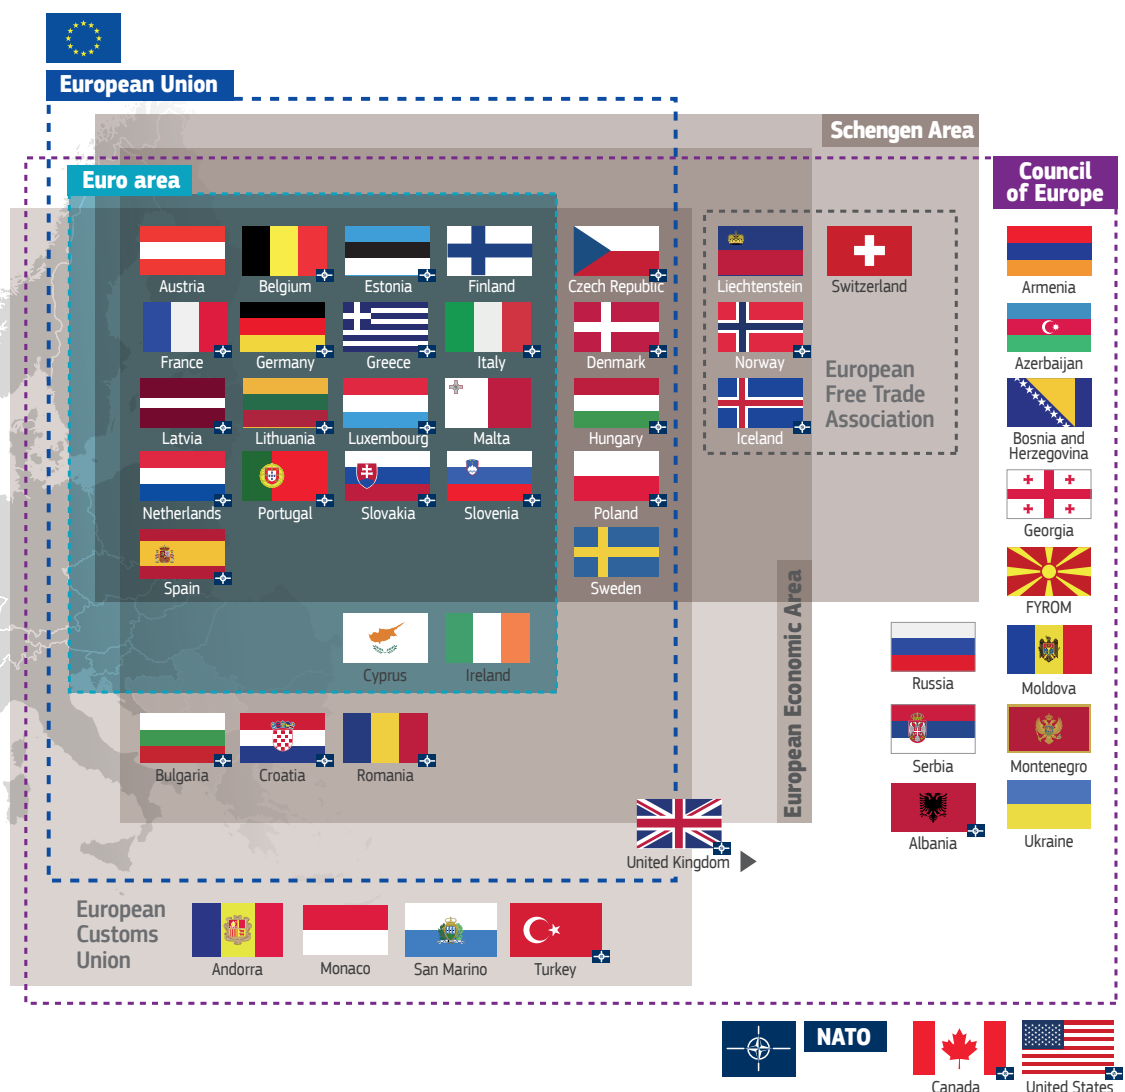 European Union
Schengen Area
Council
of Europe
Euro area
Austria
Belgium
Estonia
Finland
Czech Republic
Liechtenstein
Switzerland
Armenia
France
Germany
Greece
Italy
Denmark
Norway
European
Free Trade
Association
Azerbaijan
Latvia
Lithuania
Luxembourg
Malta
Hungary
Iceland
Bosnia and
Herzegovina
Netherlands
Portugal
Slovakia
Slovenia
Poland
Georgia
Spain
Sweden
European Economic Area
FYROM
Cyprus
Ireland
Russia
Moldova
Bulgaria
Croatia
Romania
Serbia
Montenegro
United Kingdom
Albania
Ukraine
European
Customs
Union
Andorra
Monaco
San Marino
Turkey
NATO
Canada
United States